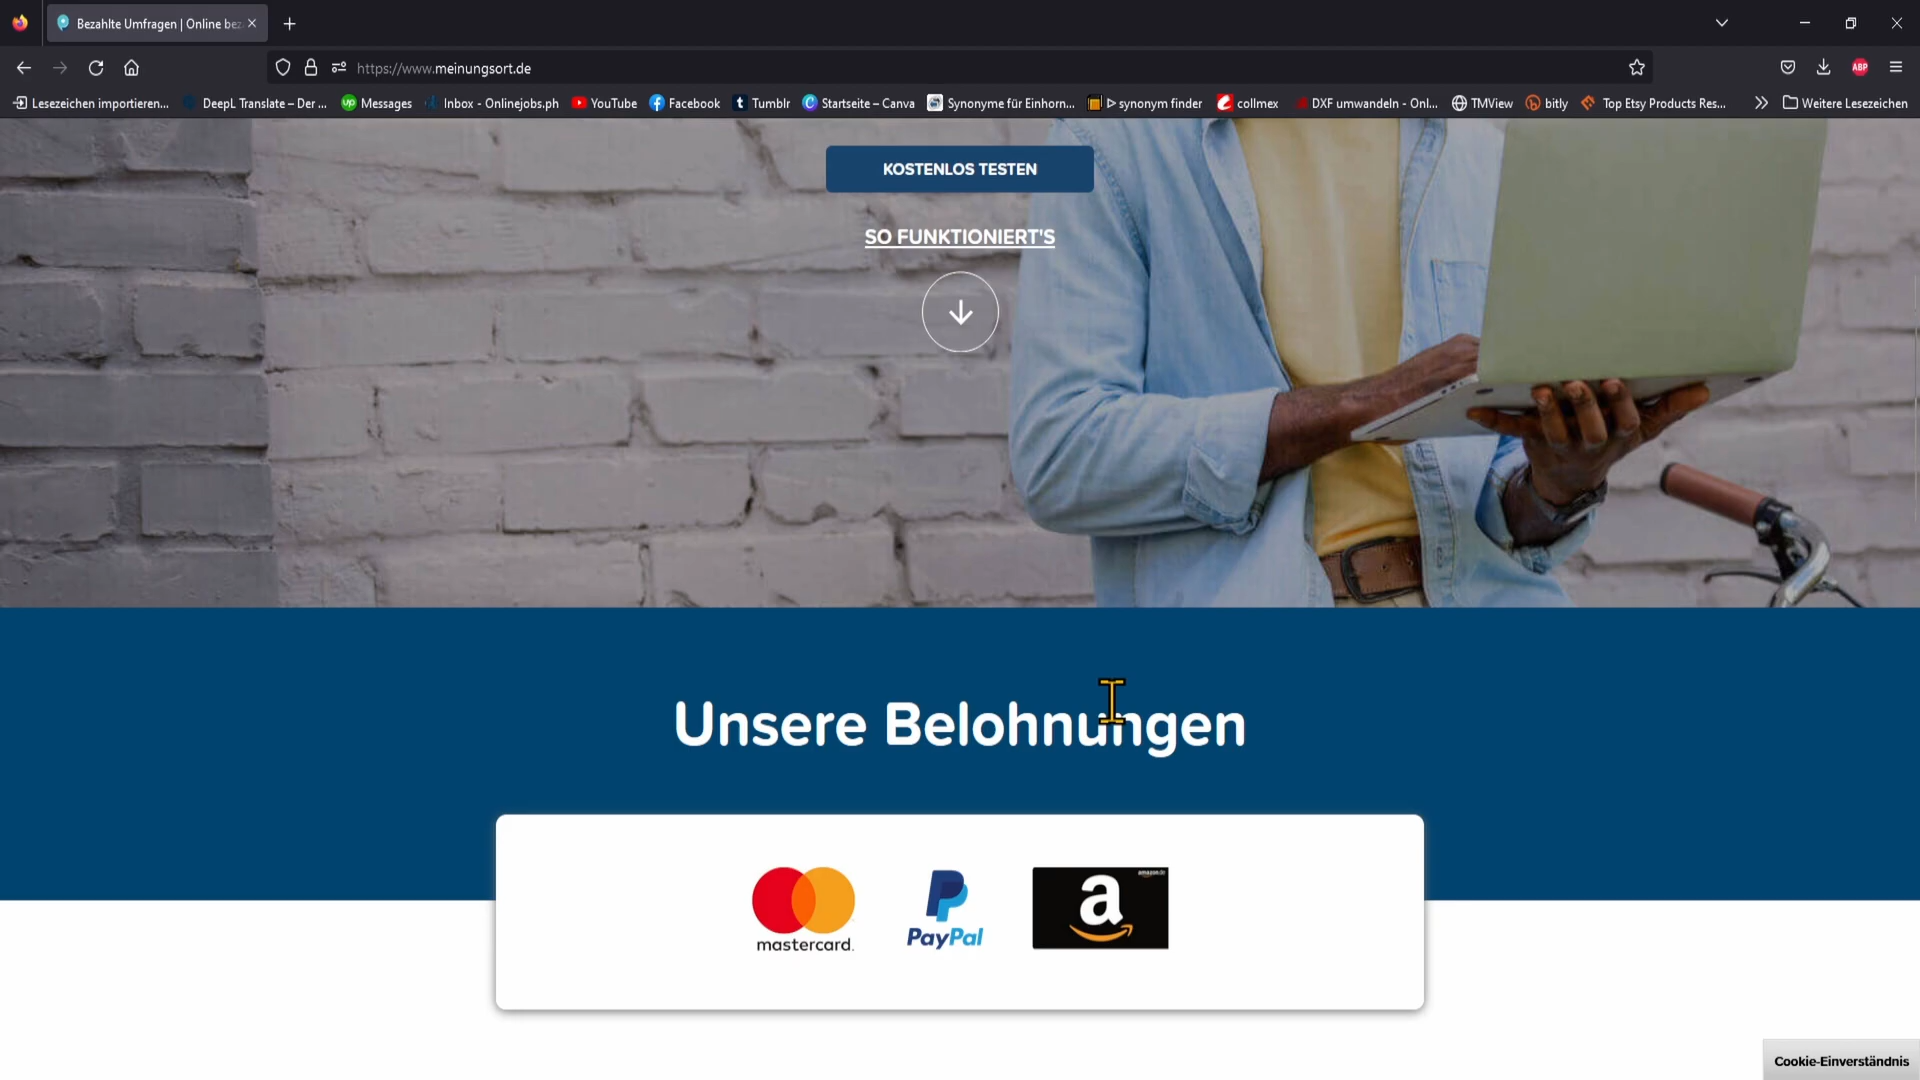 Bezahlte Umfragen | Online bez
https://www.meinungsort.de
Lesezeichen importieren... DeepL Translate – Der ... Messages Inbox - Onlinejobs.ph YouTube Facebook Tumblr Startseite – Canva Synonyme für Einhorn... ᐅ synonym finder collmex DXF umwandeln - Onl... TMView bitly Top Etsy Products Res... Weitere Lesezeichen
KOSTENLOS TESTEN
SO FUNKTIONIERT'S
Unsere Belohnungen
mastercard.
PayPal
amazon.de
a
Cookie-Einverständnis
ABP
up
t